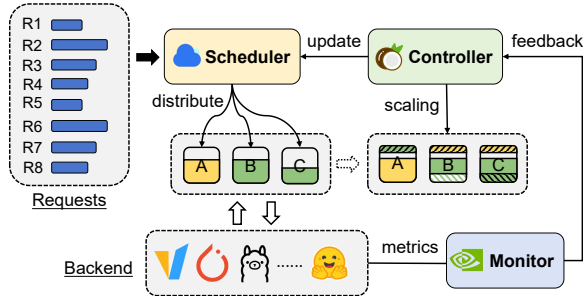 R1
R2
R3
R4
R5
R6
R7
R8
Requests
Scheduler
update
Controller
feedback
distribute
scaling
A
B
C
A
B
C
Backend
......
metrics
Monitor